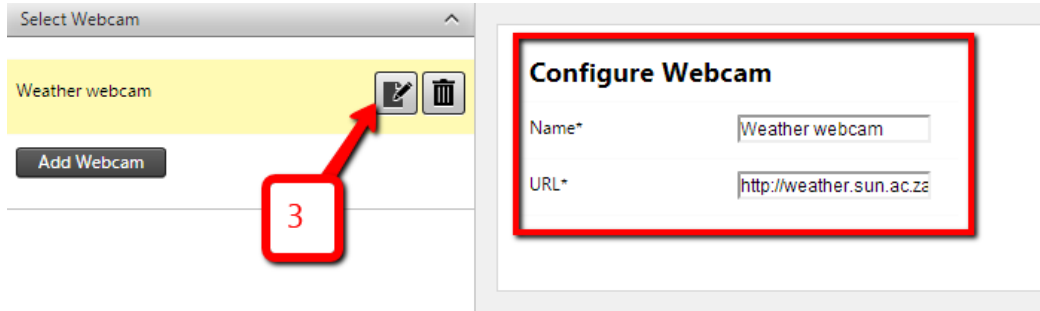 Select Webcam
Weather webcam
Add Webcam
3
Configure Webcam
Name* Weather webcam
URL* http://weather.sun.ac.za